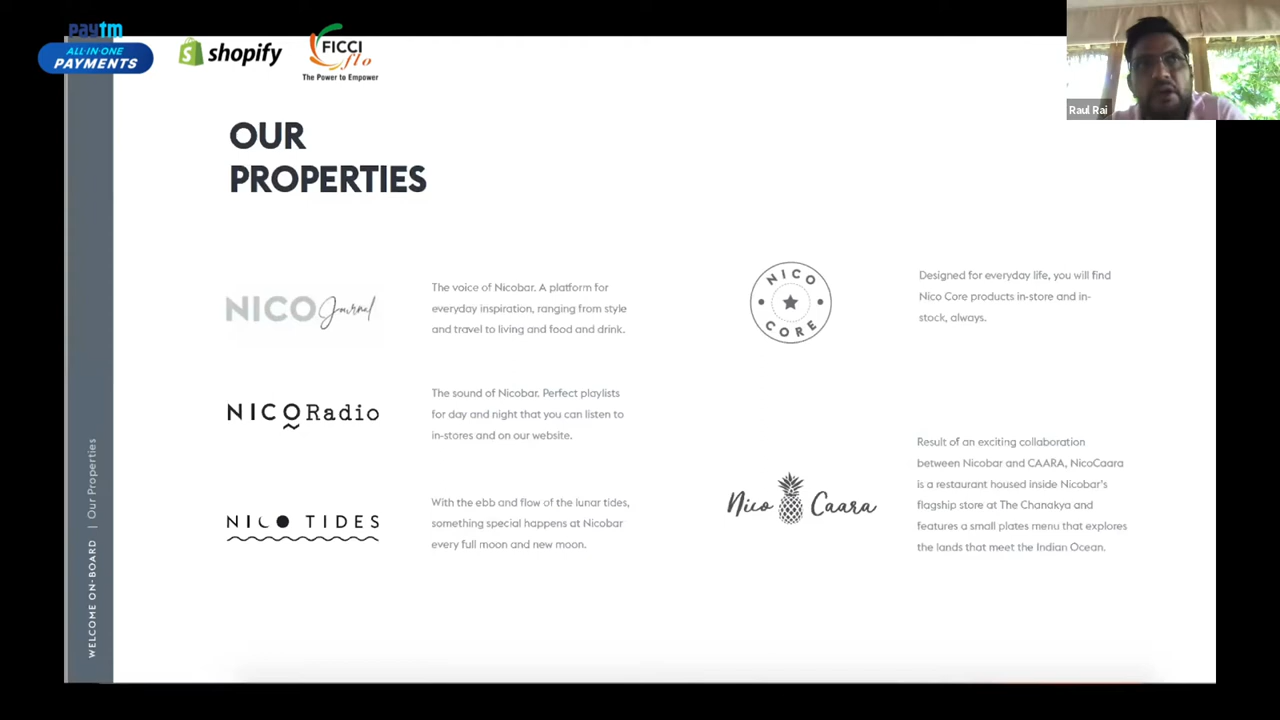 paytm
ALL-IN-ONE
PAYMENTS
shopify
FICCI
flo
The Power to Empower
Raul Rai
OUR
PROPERTIES
NICO Journal
The voice of Nicobar. A platform for
everyday inspiration, ranging from style
and travel to living and food and drink.
NICO Radio
The sound of Nicobar. Perfect playlists
for day and night that you can listen to
in-stores and on our website.
NICO TIDES
With the ebb and flow of the lunar tides,
something special happens at Nicobar
every full moon and new moon.
NICO
CORE
Designed for everyday life, you will find
Nico Core products in-store and in-
stock, always.
Nico Caara
Result of an exciting collaboration
between Nicobar and CAARA, NicoCaara
is a restaurant housed inside Nicobar's
flagship store at The Chanakya and
features a small plates menu that explores
the lands that meet the Indian Ocean.
WELCOME ON-BOARD | Our Properties